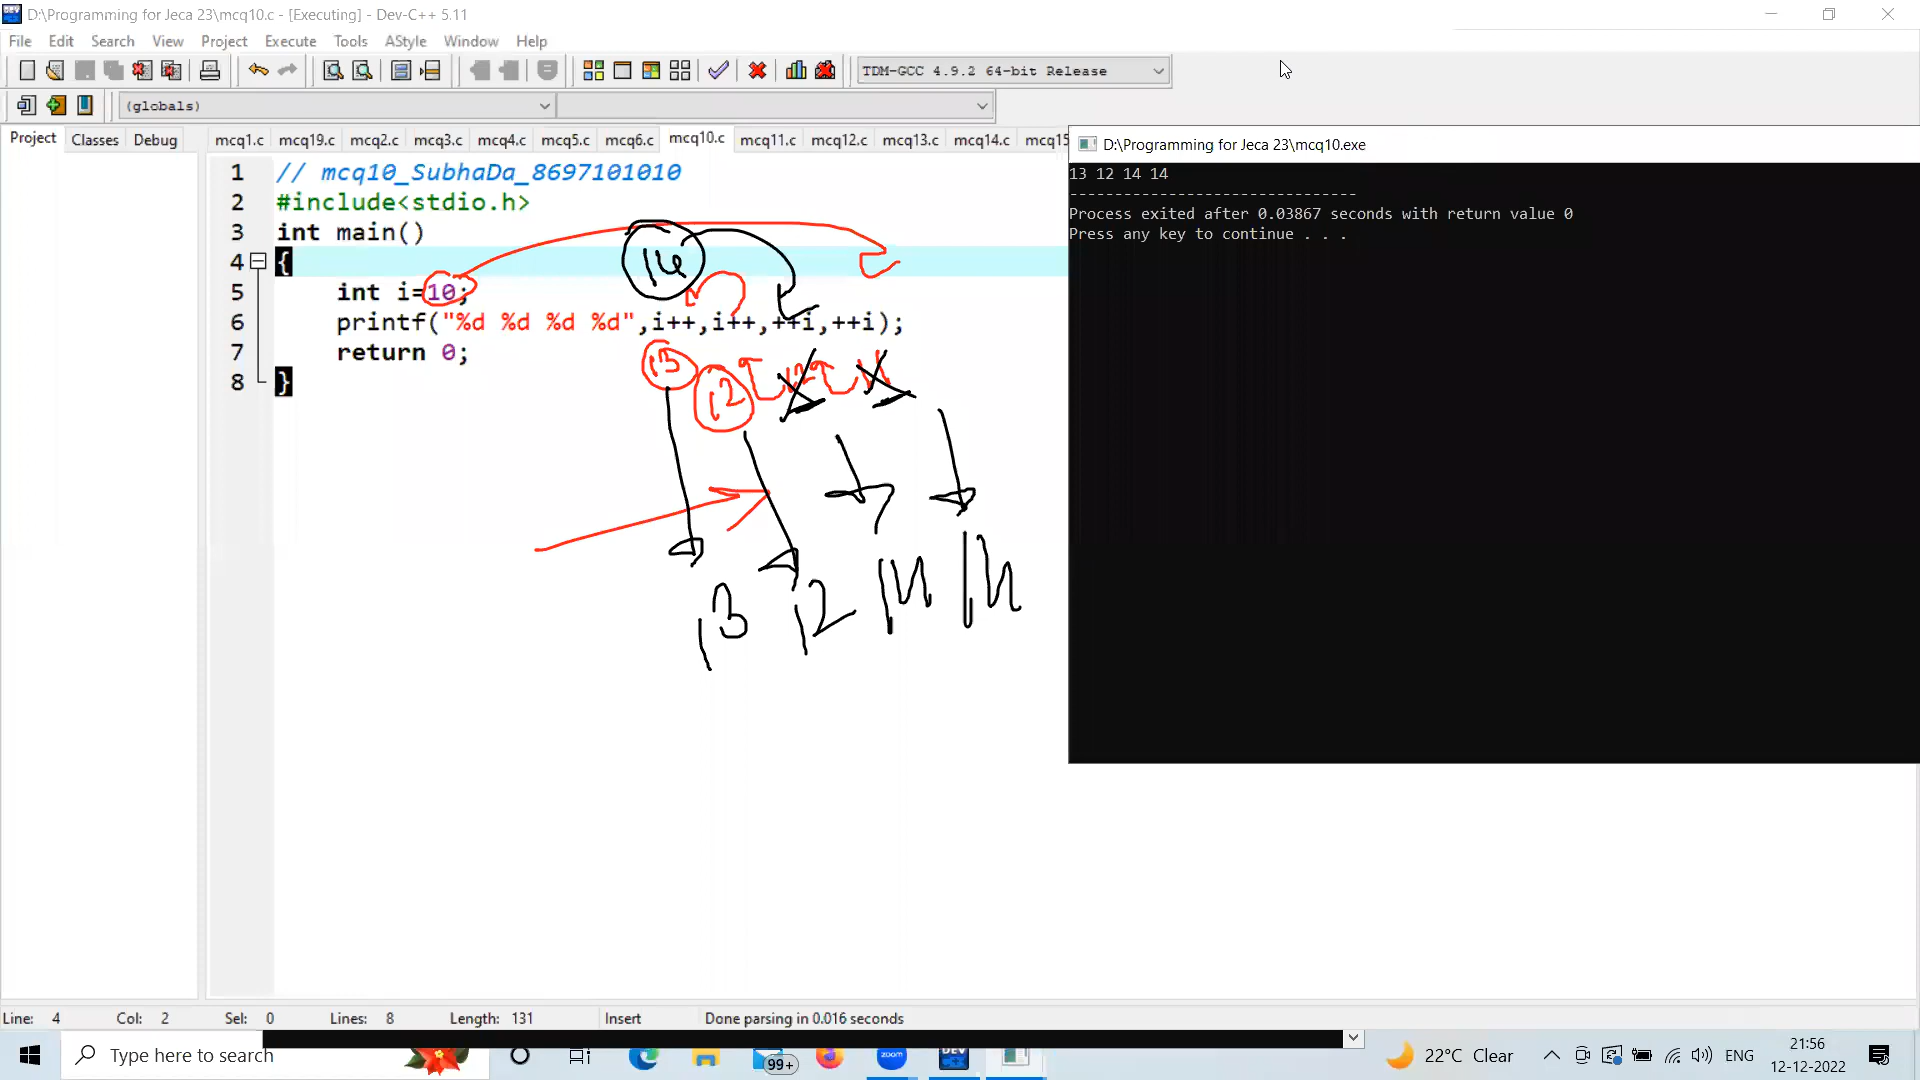 D:\Programming for Jeca 23\mcq10.c - [Executing] - Dev-C++ 5.11
File Edit Search View Project Execute Tools AStyle Window Help
TDM-GCC 4.9.2 64-bit Release
(globals)
Project Classes Debug
mcq1.c mcq19.c mcq2.c mcq3.c mcq4.c mcq5.c mcq6.c mcq10.c mcq11.c mcq12.c mcq13.c mcq14.c mcq15
1 // mcq10_SubhaDa_8697101010
2 #include<stdio.h>
3 int main()
4 {
14
5 int i=10;
6 printf("%d %d %d %d",i++,i++,++i,++i);
7 return 0;
8 }
13 12 12 11
13 12 14 14
D:\Programming for Jeca 23\mcq10.exe
13 12 14 14
--------------------------------
Process exited after 0.03867 seconds with return value 0
Press any key to continue . . .
Line: 4 Col: 2 Sel: 0 Lines: 8 Length: 131 Insert Done parsing in 0.016 seconds
Type here to search
99+
zoom
DEV
22°C Clear
ENG
21:56
12-12-2022